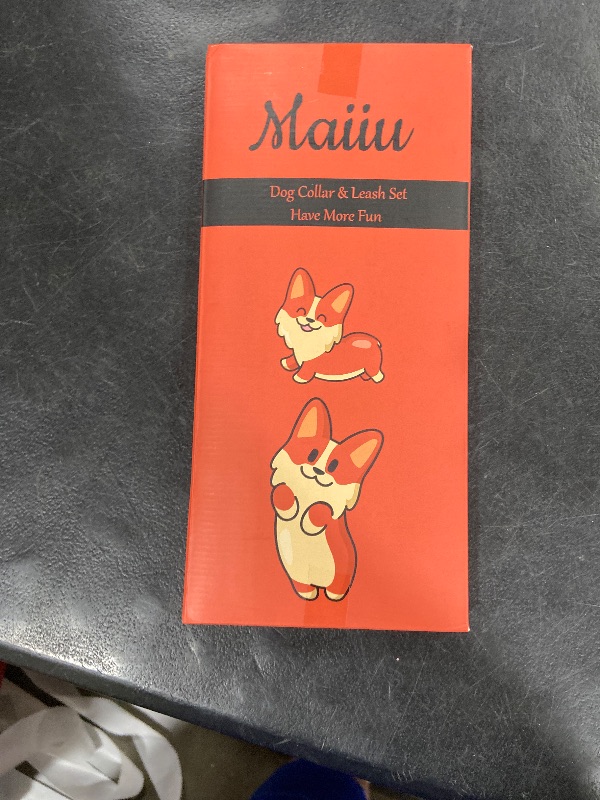 Maiiu
Dog Collar & Leash Set
Have More Fun